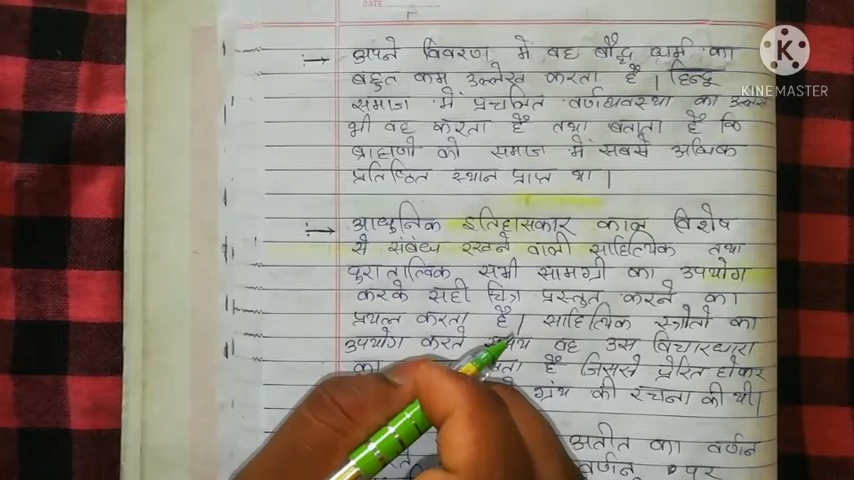 DATE
→ अपने विवरण में वह बौद्ध धर्म का
बहुत कम उल्लेख करता है । हिन्दू
समाज में प्रचलित वर्णव्यवस्था का उल्लेख
भी वह करता है तथा बताता है कि
ब्राह्मणो को समाज में सबसे अधिक
प्रतिष्ठित स्थान प्राप्त था ।
→ आधुनिक इतिहासकार काल विशेष
से संबंध रखने वाली साहित्यिक तथा
पुरातात्विक सभी सामग्री का उपयोग
करके सही चित्र प्रस्तुत करने का
प्रयत्न करता है । साहित्यिक स्त्रोतो का
उपयोग करते वह उस विचारधारा
का है जिससे प्रेरित होकर
ग्रंथ की रचना की थी।
अतीत का वर्णन
वर्णन पर
K
KINEMASTER